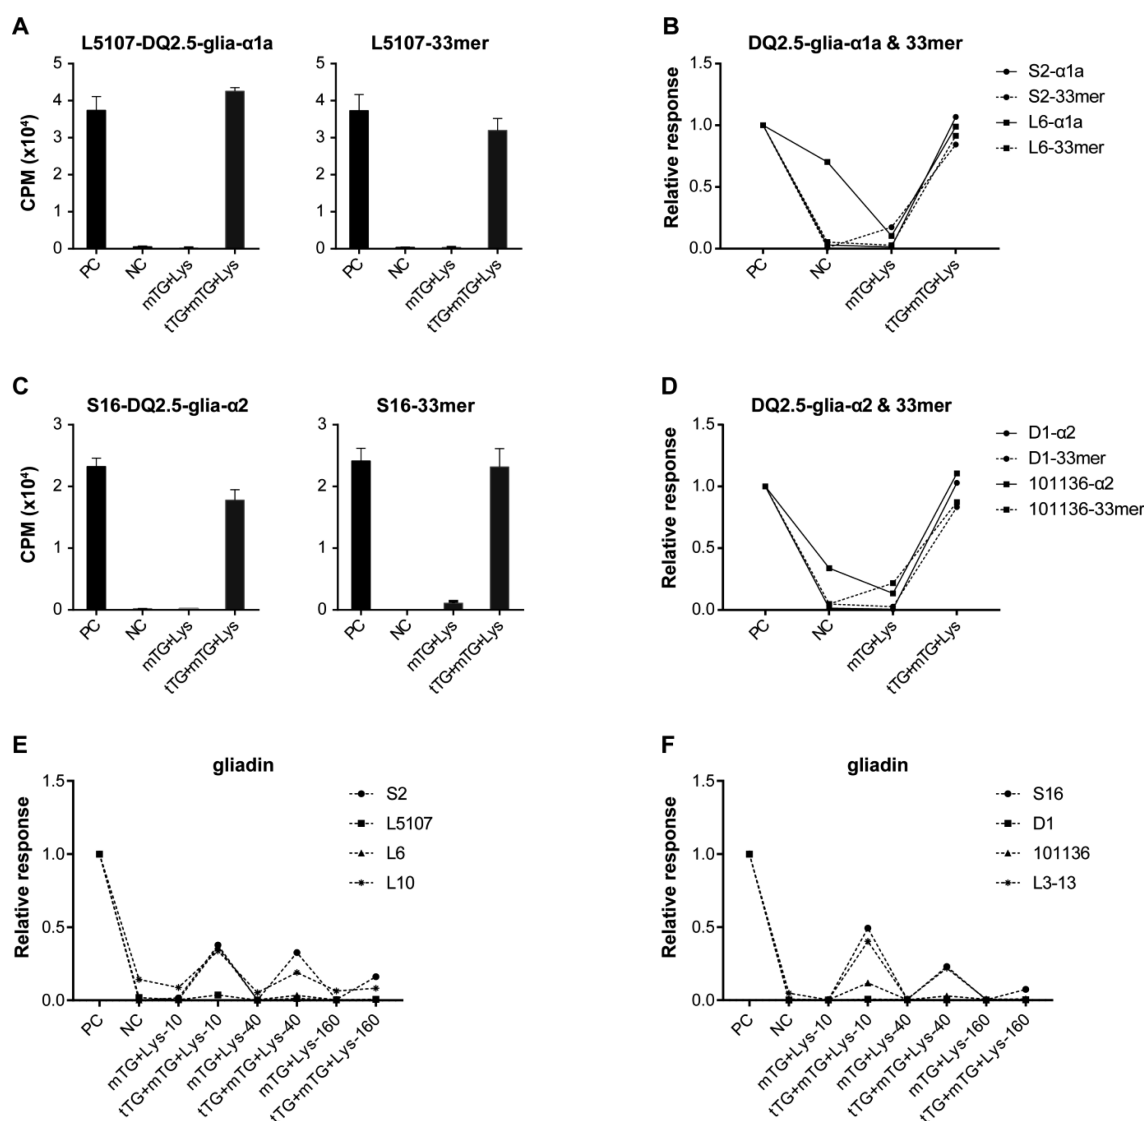 A
L5107-DQ2.5-glia-α1a
L5107-33mer
CPM (x10⁴)
5
4
3
2
1
0
PC
NC
mTG+Lys
tTG+mTG+Lys
5
4
3
2
1
0
PC
NC
mTG+Lys
tTG+mTG+Lys
B
DQ2.5-glia-α1a & 33mer
Relative response
1.5
1.0
0.5
0.0
PC
NC
mTG+Lys
tTG+mTG+Lys
S2-α1a
S2-33mer
L6-α1a
L6-33mer
C
S16-DQ2.5-glia-α2
S16-33mer
CPM (x10⁴)
3
2
1
0
PC
NC
mTG+Lys
tTG+mTG+Lys
3
2
1
0
PC
NC
mTG+Lys
tTG+mTG+Lys
D
DQ2.5-glia-α2 & 33mer
Relative response
1.5
1.0
0.5
0.0
PC
NC
mTG+Lys
tTG+mTG+Lys
D1-α2
D1-33mer
101136-α2
101136-33mer
E
gliadin
Relative response
1.5
1.0
0.5
0.0
PC
NC
mTG+Lys-10
tTG+mTG+Lys-10
mTG+Lys-40
tTG+mTG+Lys-40
mTG+Lys-160
tTG+mTG+Lys-160
S2
L5107
L6
L10
F
gliadin
Relative response
1.5
1.0
0.5
0.0
PC
NC
mTG+Lys-10
tTG+mTG+Lys-10
mTG+Lys-40
tTG+mTG+Lys-40
mTG+Lys-160
tTG+mTG+Lys-160
S16
D1
101136
L3-13